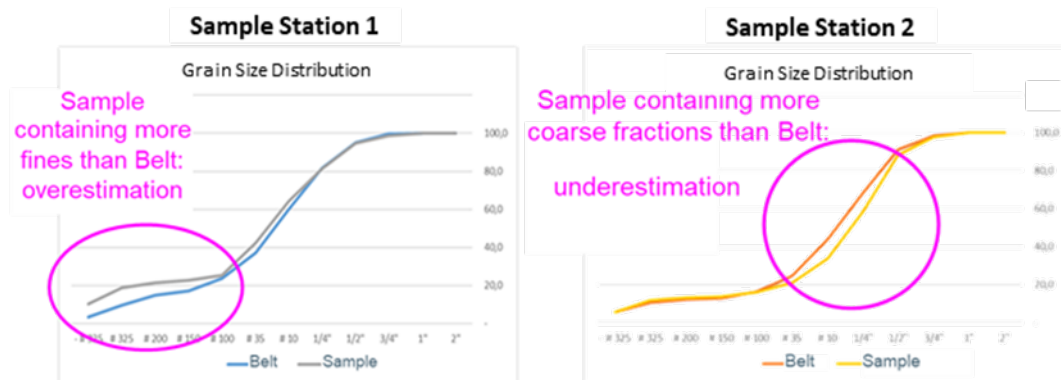 Sample Station 1
Grain Size Distribution
Sample
containing more
fines than Belt:
overestimation
100,0
80,0
60,0
40,0
20,0
-
- # 325 # 325 # 200 # 150 # 100 # 35 # 10 1/4" 1/2" 3/4" 1" 2"
Belt Sample
Sample Station 2
Grain Size Distribution
Sample containing more
coarse fractions than Belt:
underestimation
100,0
80,0
60,0
40,0
20,0
-
- # 325 # 325 # 200 # 150 # 100 # 35 # 10 1/4" 1/2" 3/4" 1" 2"
Belt Sample